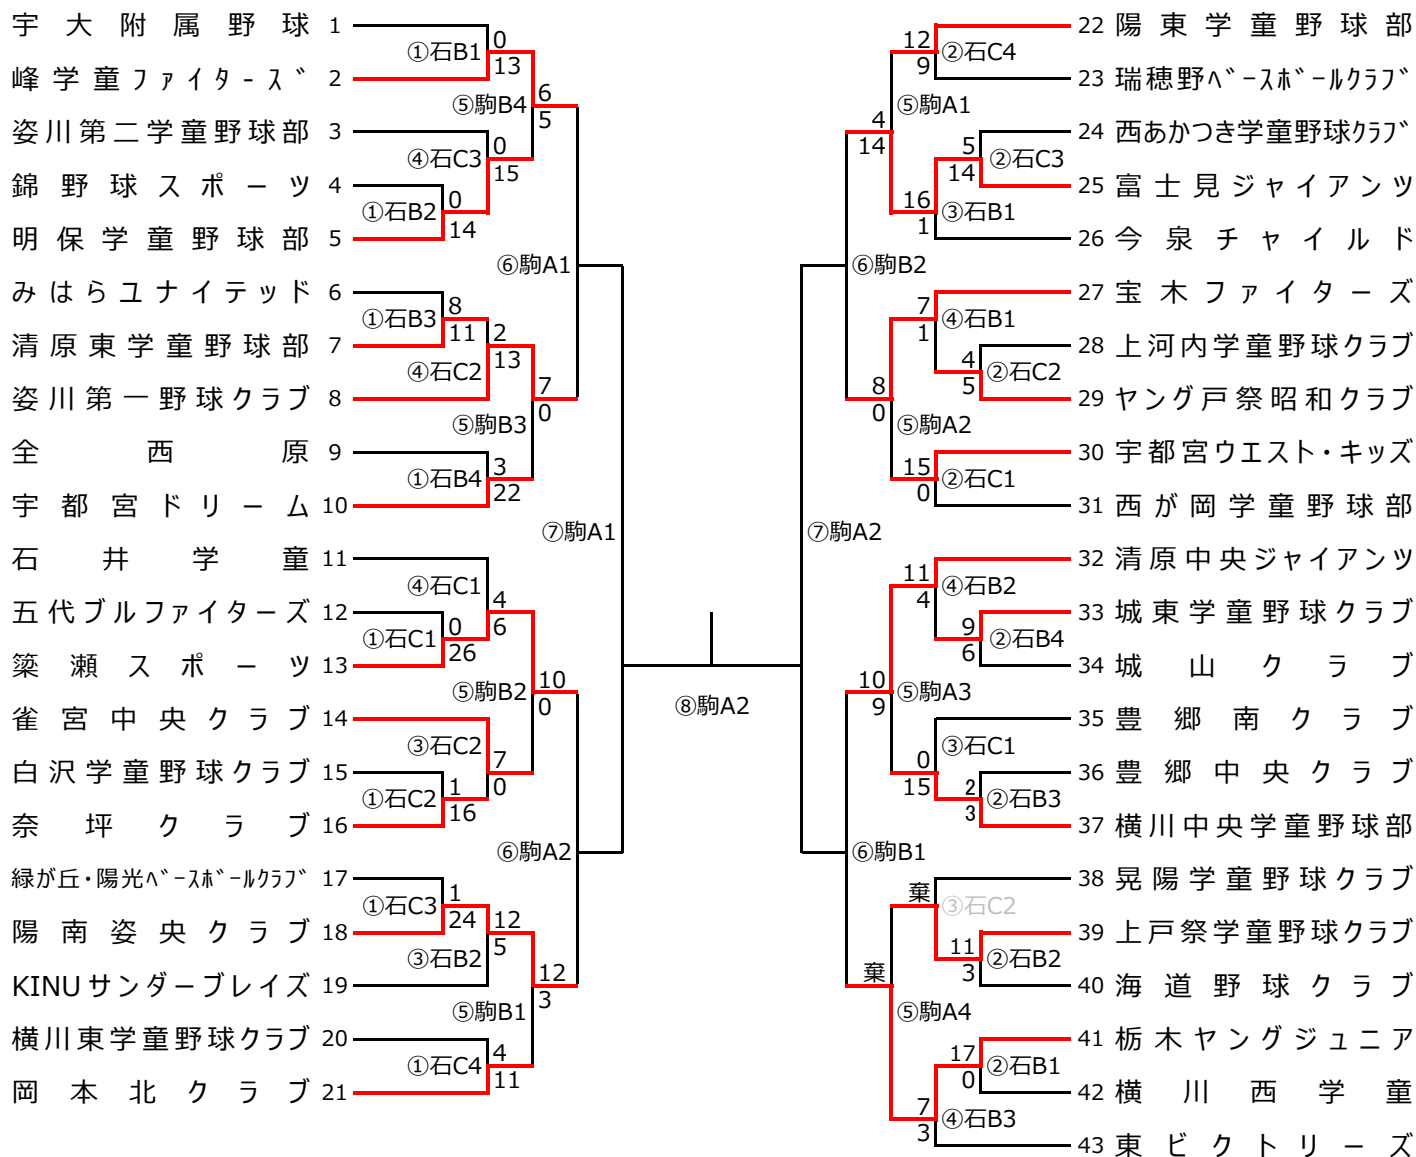 宇大附属野球 1
①石B1
0
13
峰学童ファイターズ゛ 2
⑤駒B4
6
5
姿川第二学童野球部 3
④石C3
0
15
錦野球スポーツ 4
①石B2
0
14
明保学童野球部 5
⑥駒A1
みはらユナイテッド 6
①石B3
8
11
清原東学童野球部 7
④石C2
2
13
姿川第一野球クラブ 8
⑤駒B3
7
0
全西原 9
①石B4
3
22
宇都宮ドリーム 10
⑦駒A1
石井学童 11
④石C1
4
6
五代ブルファイターズ 12
①石C1
0
26
簗瀬スポーツ 13
⑤駒B2
10
0
雀宮中央クラブ 14
③石C2
7
0
白沢学童野球クラブ 15
①石C2
1
16
奈坪クラブ 16
⑥駒A2
緑が丘・陽光ベースボールクラブ 17
①石C3
1
24
陽南姿央クラブ 18
③石B2
12
5
KINUサンダーブレイズ 19
⑤駒B1
12
3
横川東学童野球クラブ 20
①石C4
4
11
岡本北クラブ 21
⑧駒A2
22 陽東学童野球部
12
9
②石C4
23 瑞穂野ベースボールクラブ
⑤駒A1
4
14
24 西あかつき学童野球クラブ
5
14
②石C3
25 富士見ジャイアンツ
16
1
③石B1
26 今泉チャイルド
⑥駒B2
27 宝木ファイターズ
7
1
④石B1
28 上河内学童野球クラブ
4
5
②石C2
29 ヤング戸祭昭和クラブ
8
0
⑤駒A2
30 宇都宮ウエスト・キッズ
15
0
②石C1
31 西が岡学童野球部
⑦駒A2
32 清原中央ジャイアンツ
11
4
④石B2
33 城東学童野球クラブ
9
6
②石B4
34 城山クラブ
10
9
⑤駒A3
35 豊郷南クラブ
0
15
③石C1
36 豊郷中央クラブ
2
3
②石B3
37 横川中央学童野球部
⑥駒B1
38 晃陽学童野球クラブ
棄
③石C2
39 上戸祭学童野球クラブ
11
3
②石B2
40 海道野球クラブ
棄
⑤駒A4
41 栃木ヤングジュニア
17
0
②石B1
42 横川西学童
7
3
④石B3
43 東ビクトリーズ